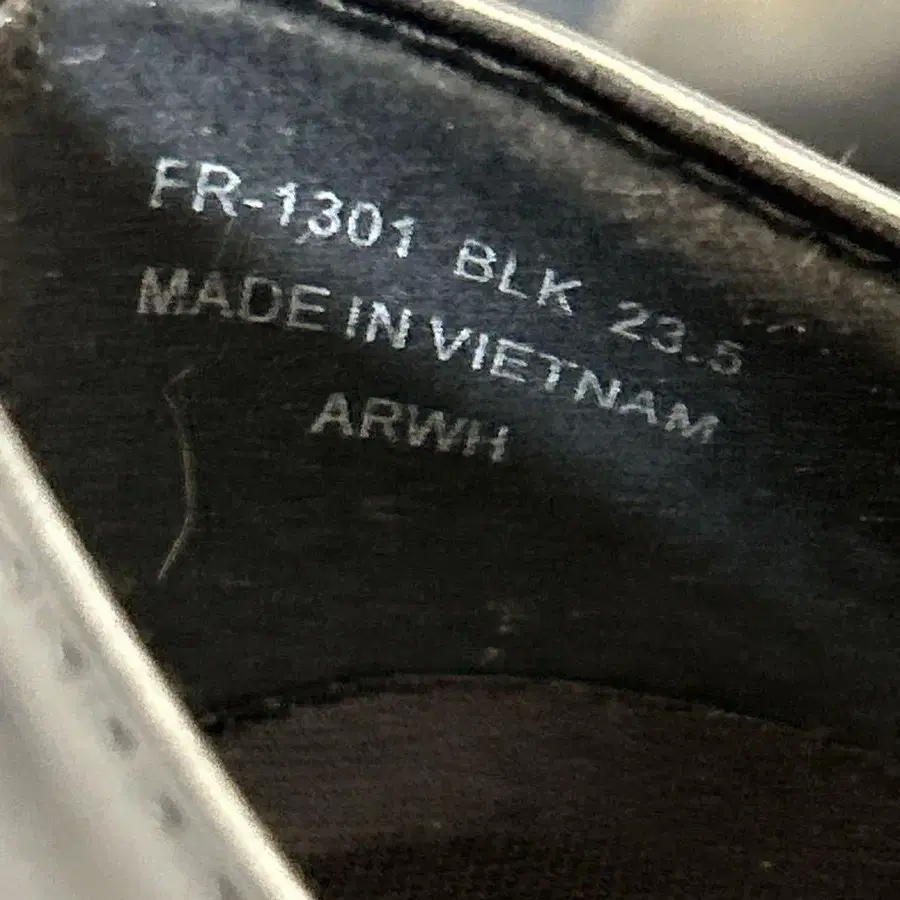 FR-1301 BLK 23.5
MADE IN VIETNAM
ARWH